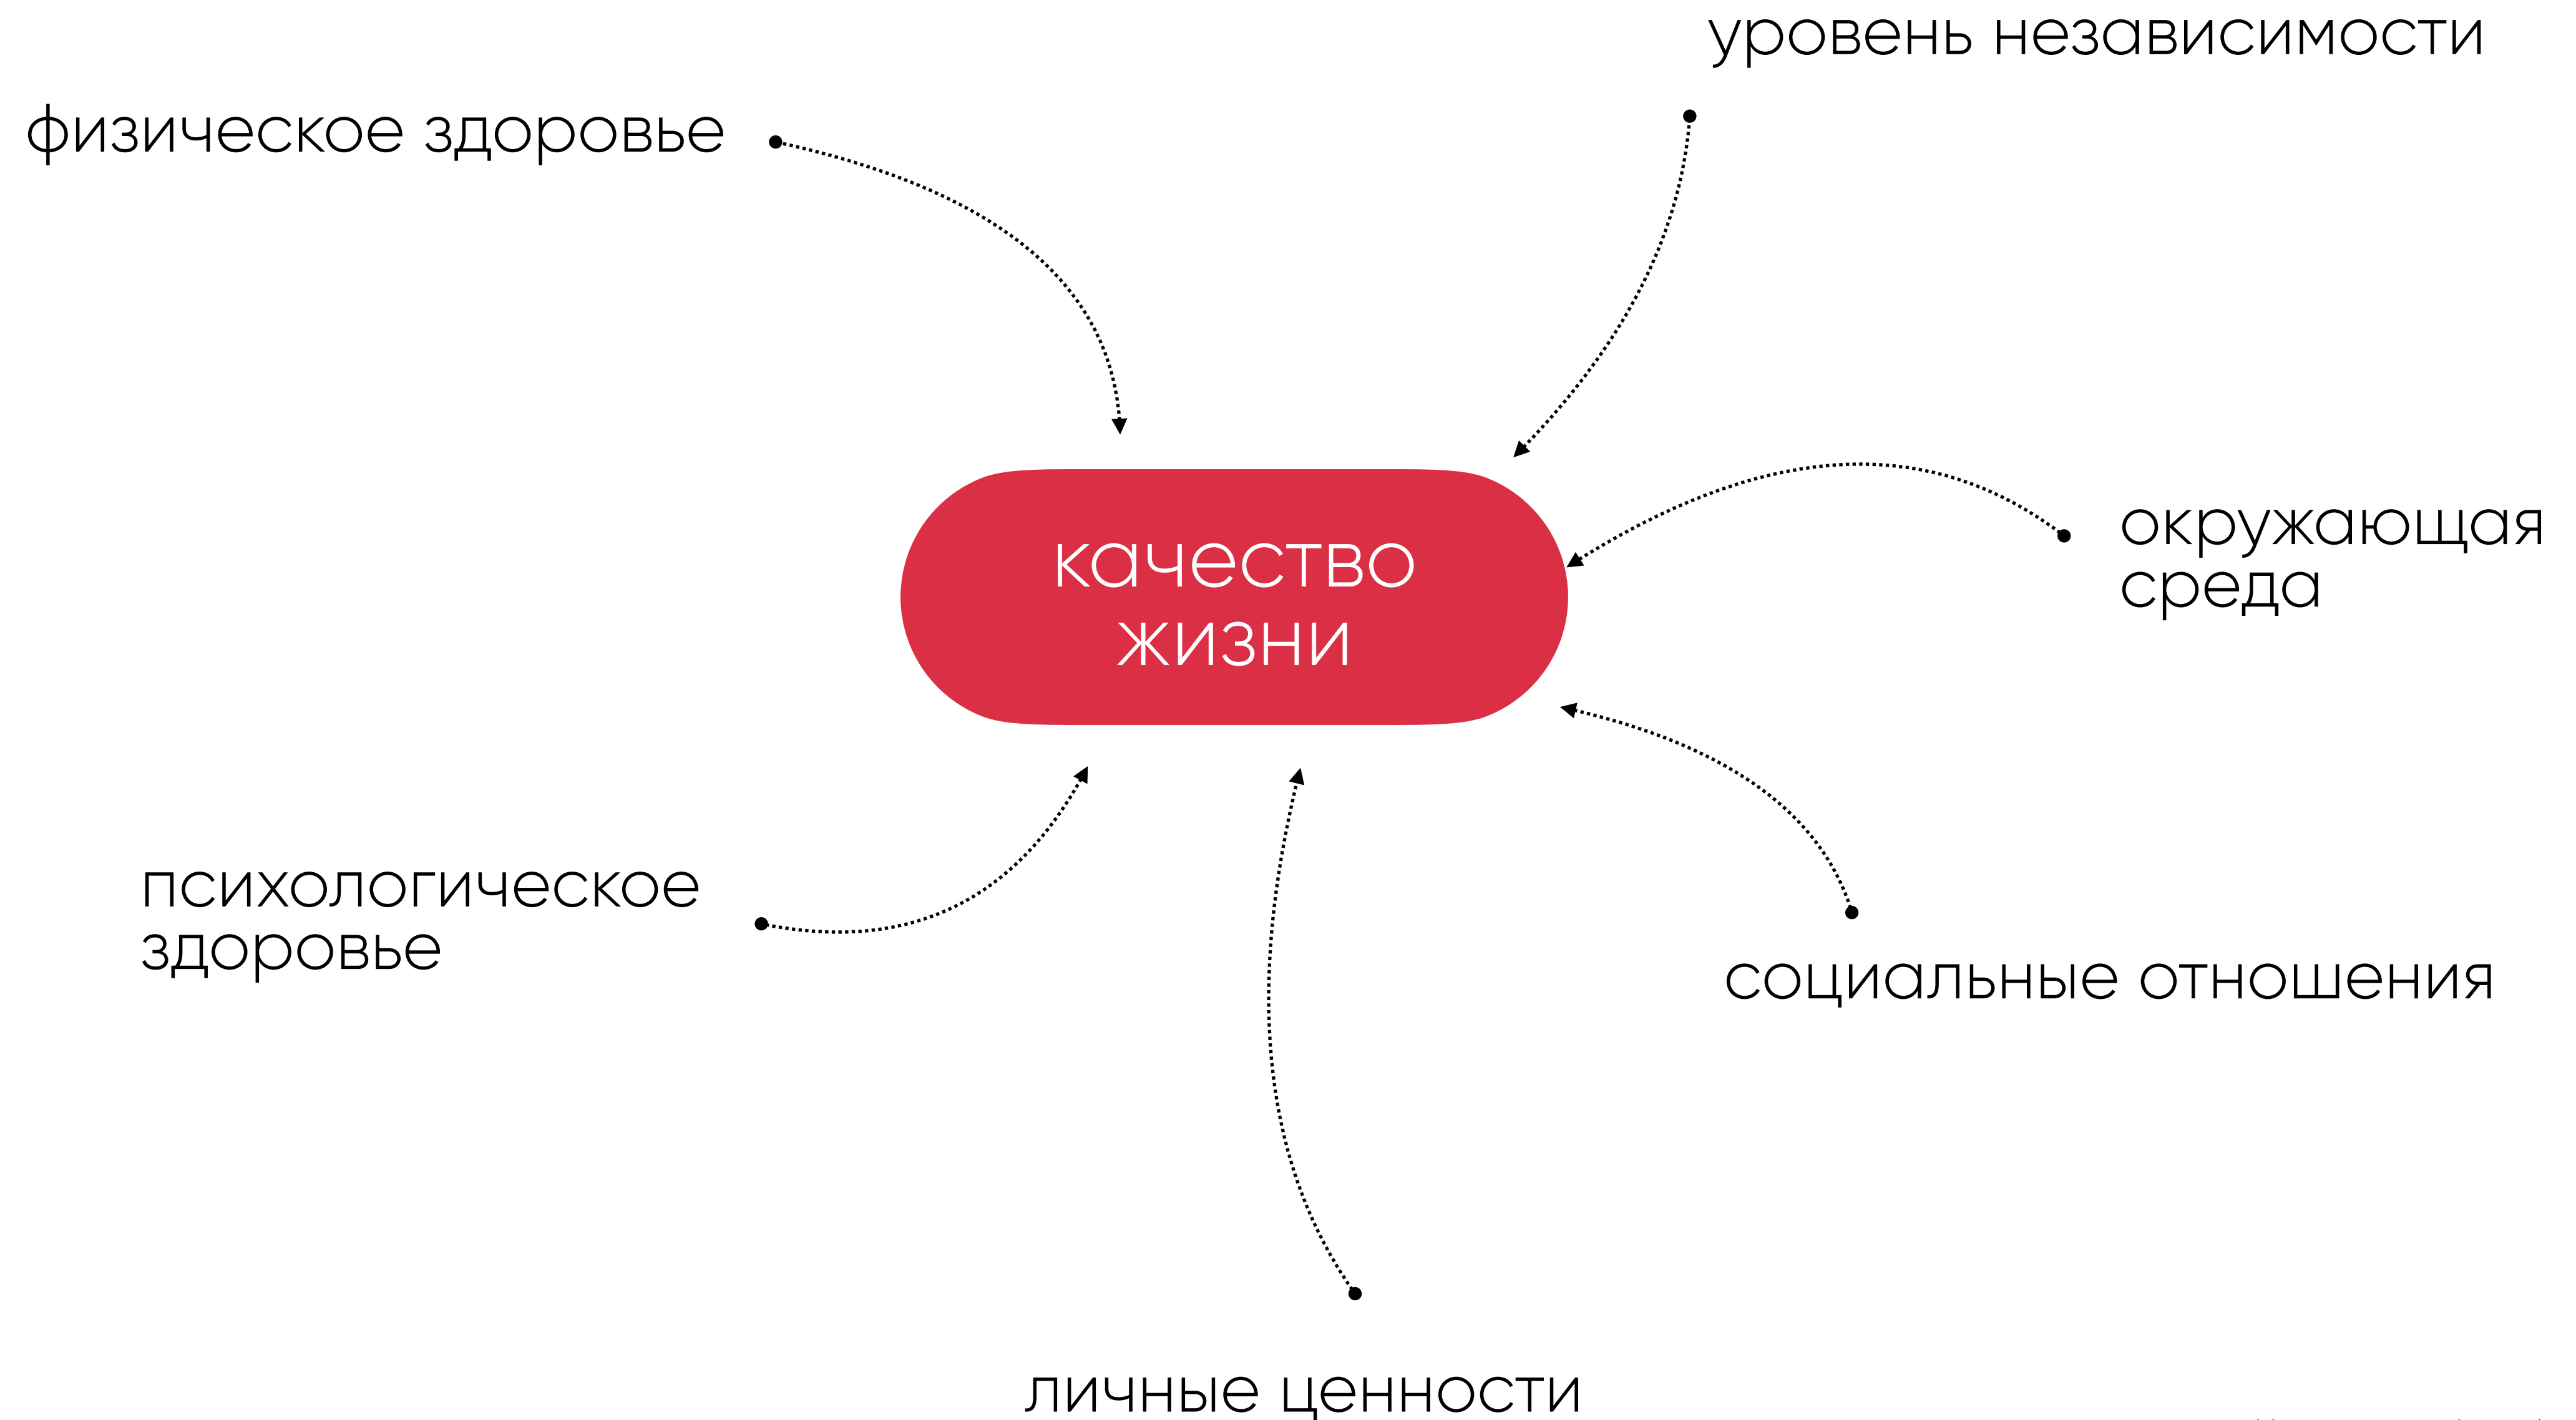 уровень независимости
физическое здоровье
качество
жизни
окружающая
среда
психологическое
здоровье
социальные отношения
личные ценности